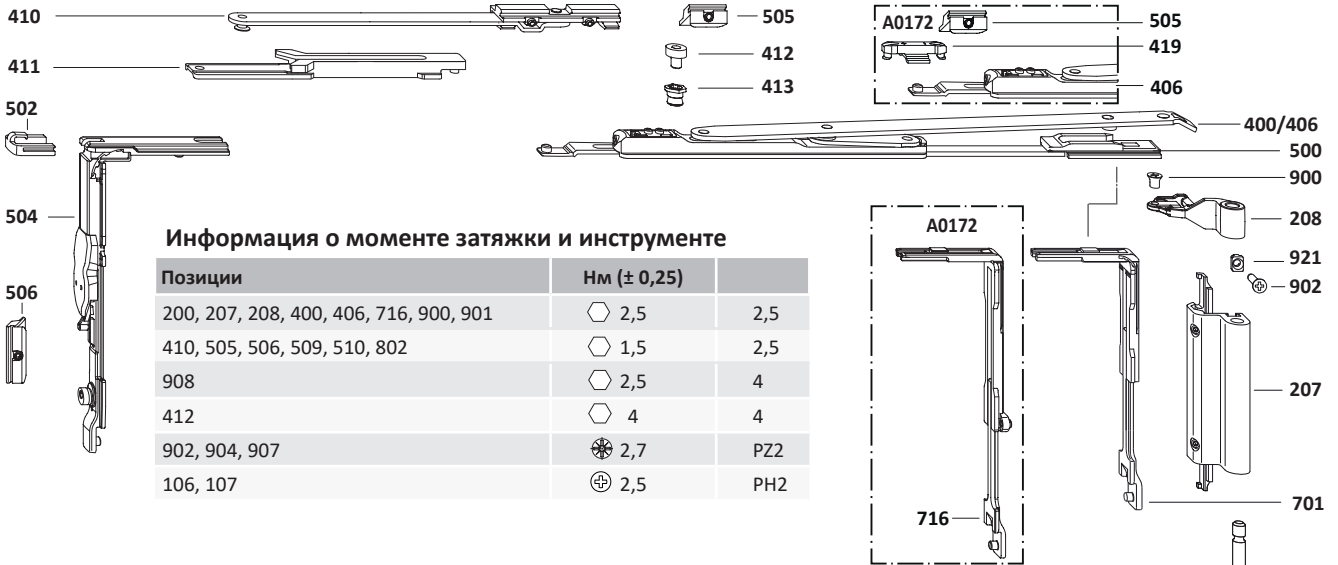 410
505
A0172
505
412
419
411
413
406
502
400/406
500
900
504
208
A0172
Информация о моменте затяжки и инструменте
921
Позиции Нм (± 0,25)
902
506
200, 207, 208, 400, 406, 716, 900, 901 2,5 2,5
410, 505, 506, 509, 510, 802 1,5 2,5
908 2,5 4
207
412 4 4
902, 904, 907 2,7 PZ2
106, 107 2,5 PH2
701
716